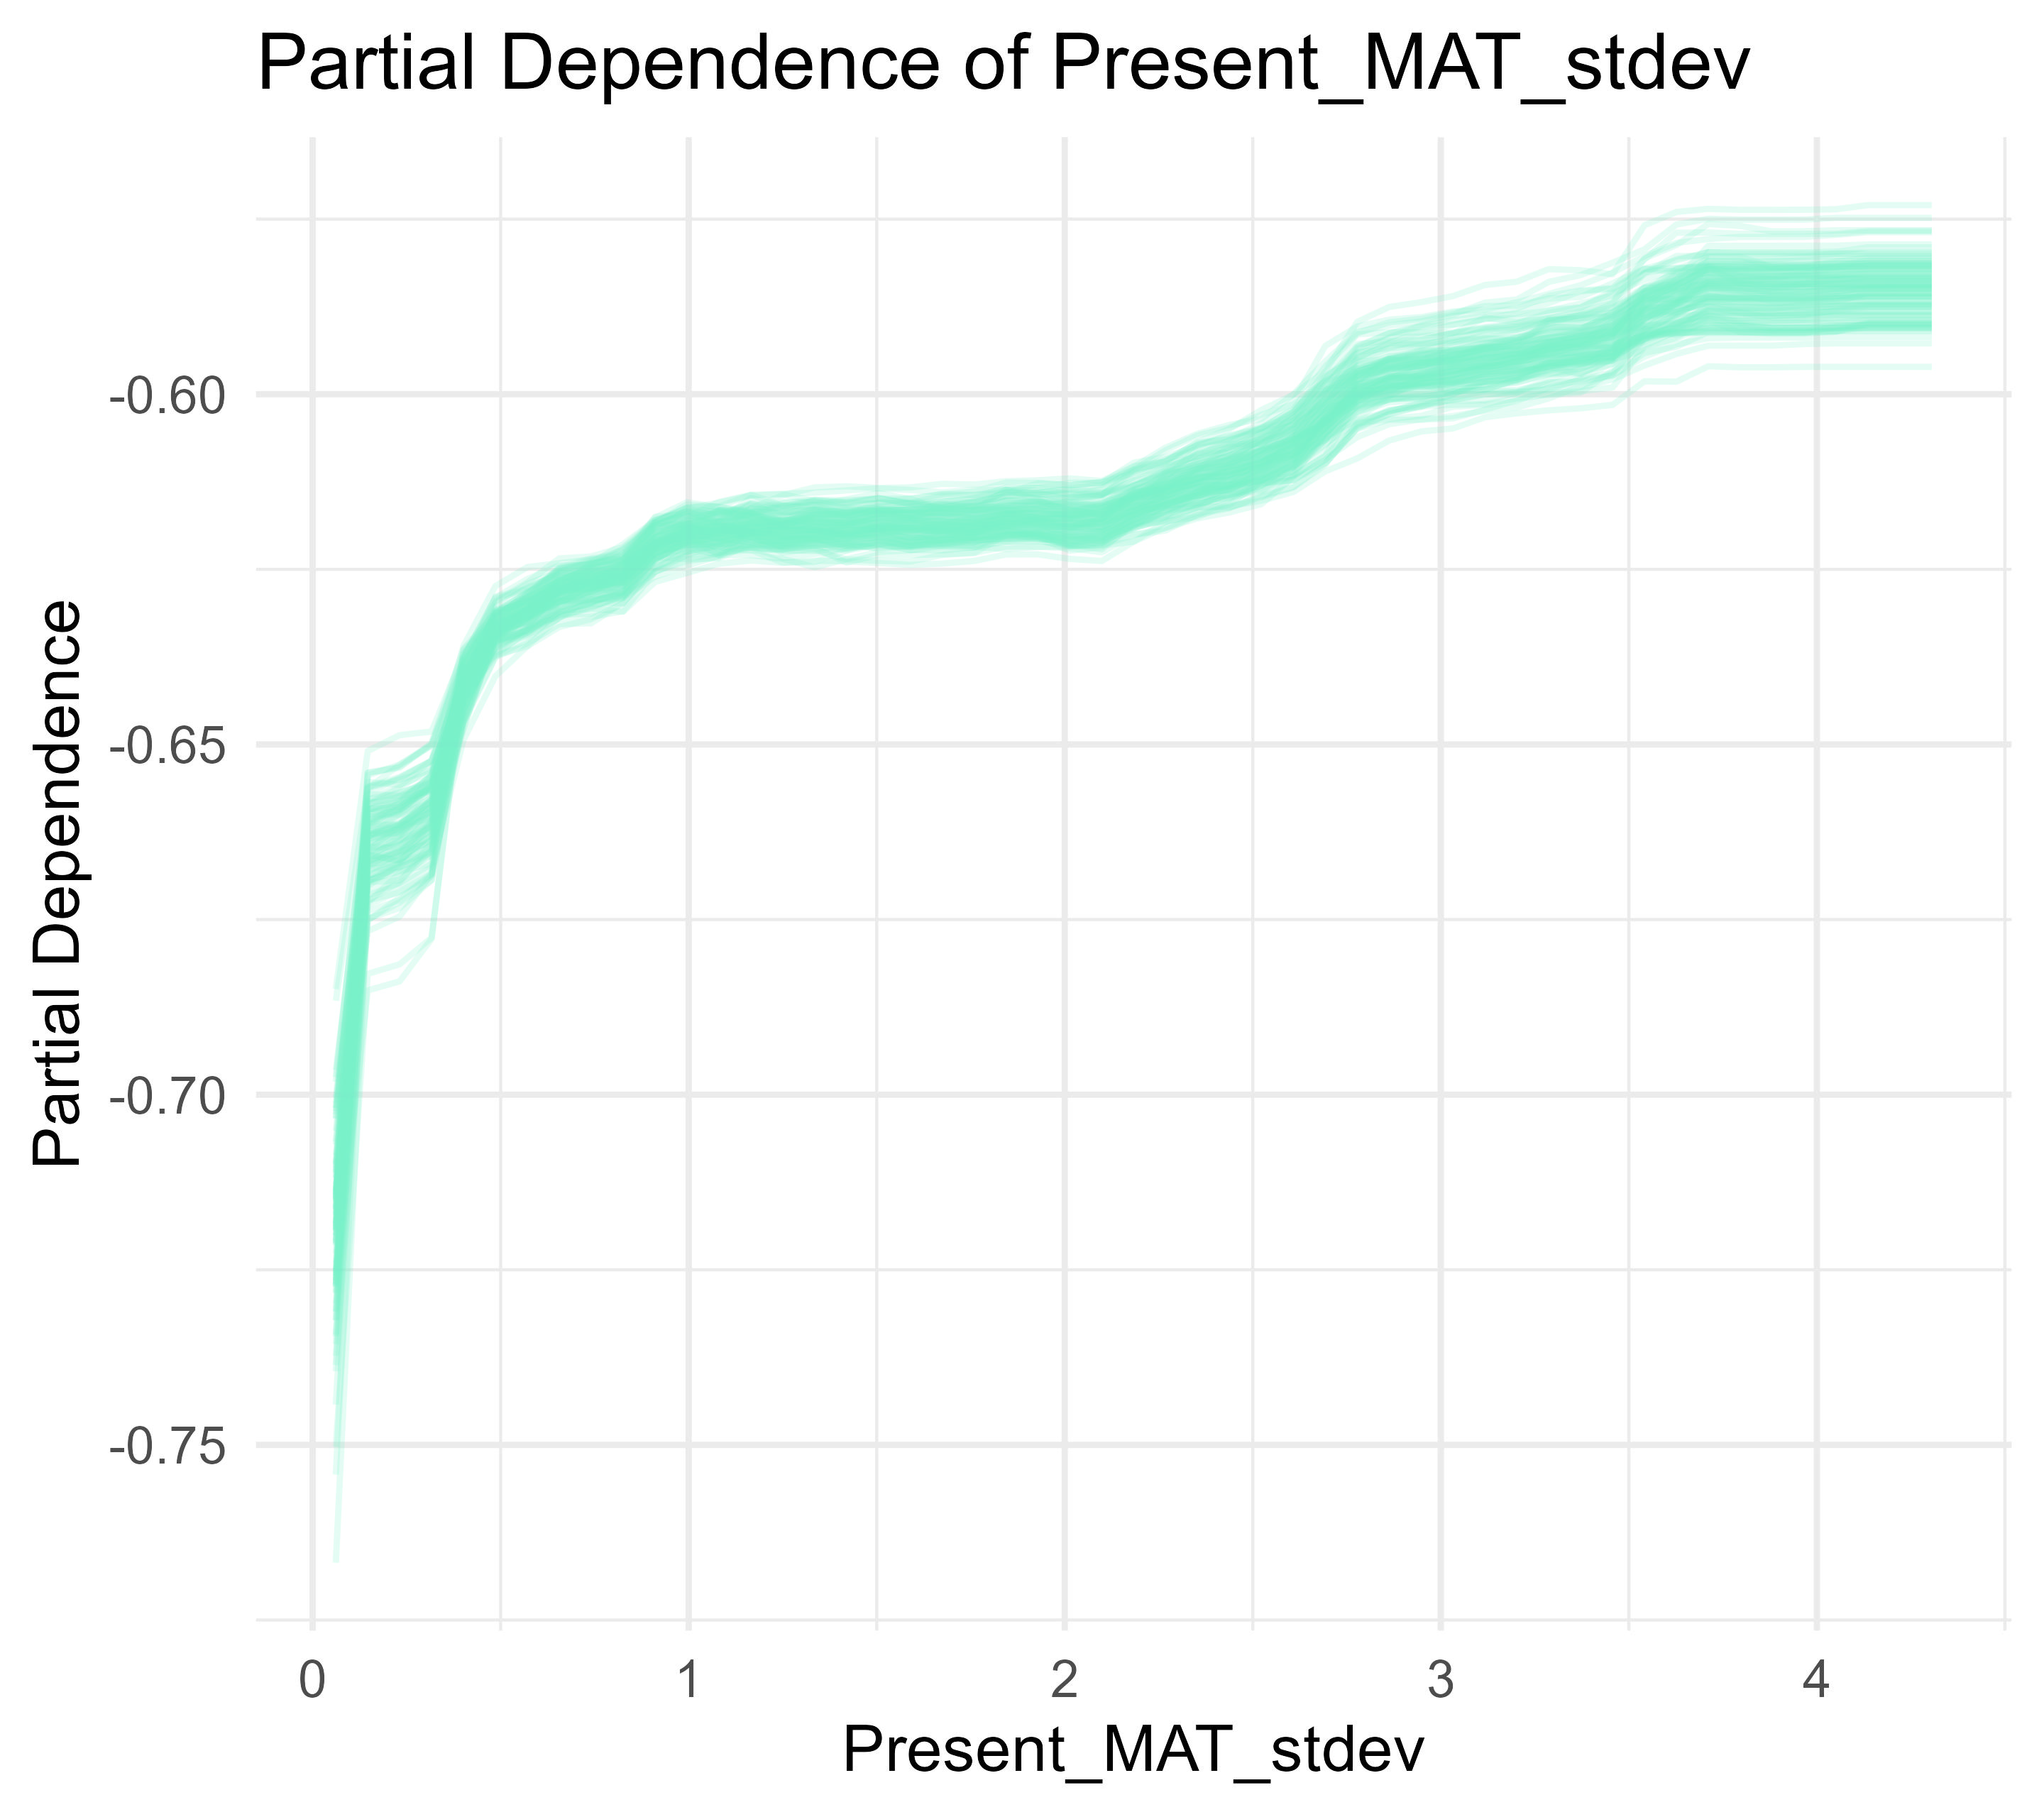 Partial Dependence of Present_MAT_stdev
Partial Dependence
-0.60
-0.65
-0.70
-0.75
0 1 2 3 4
Present_MAT_stdev